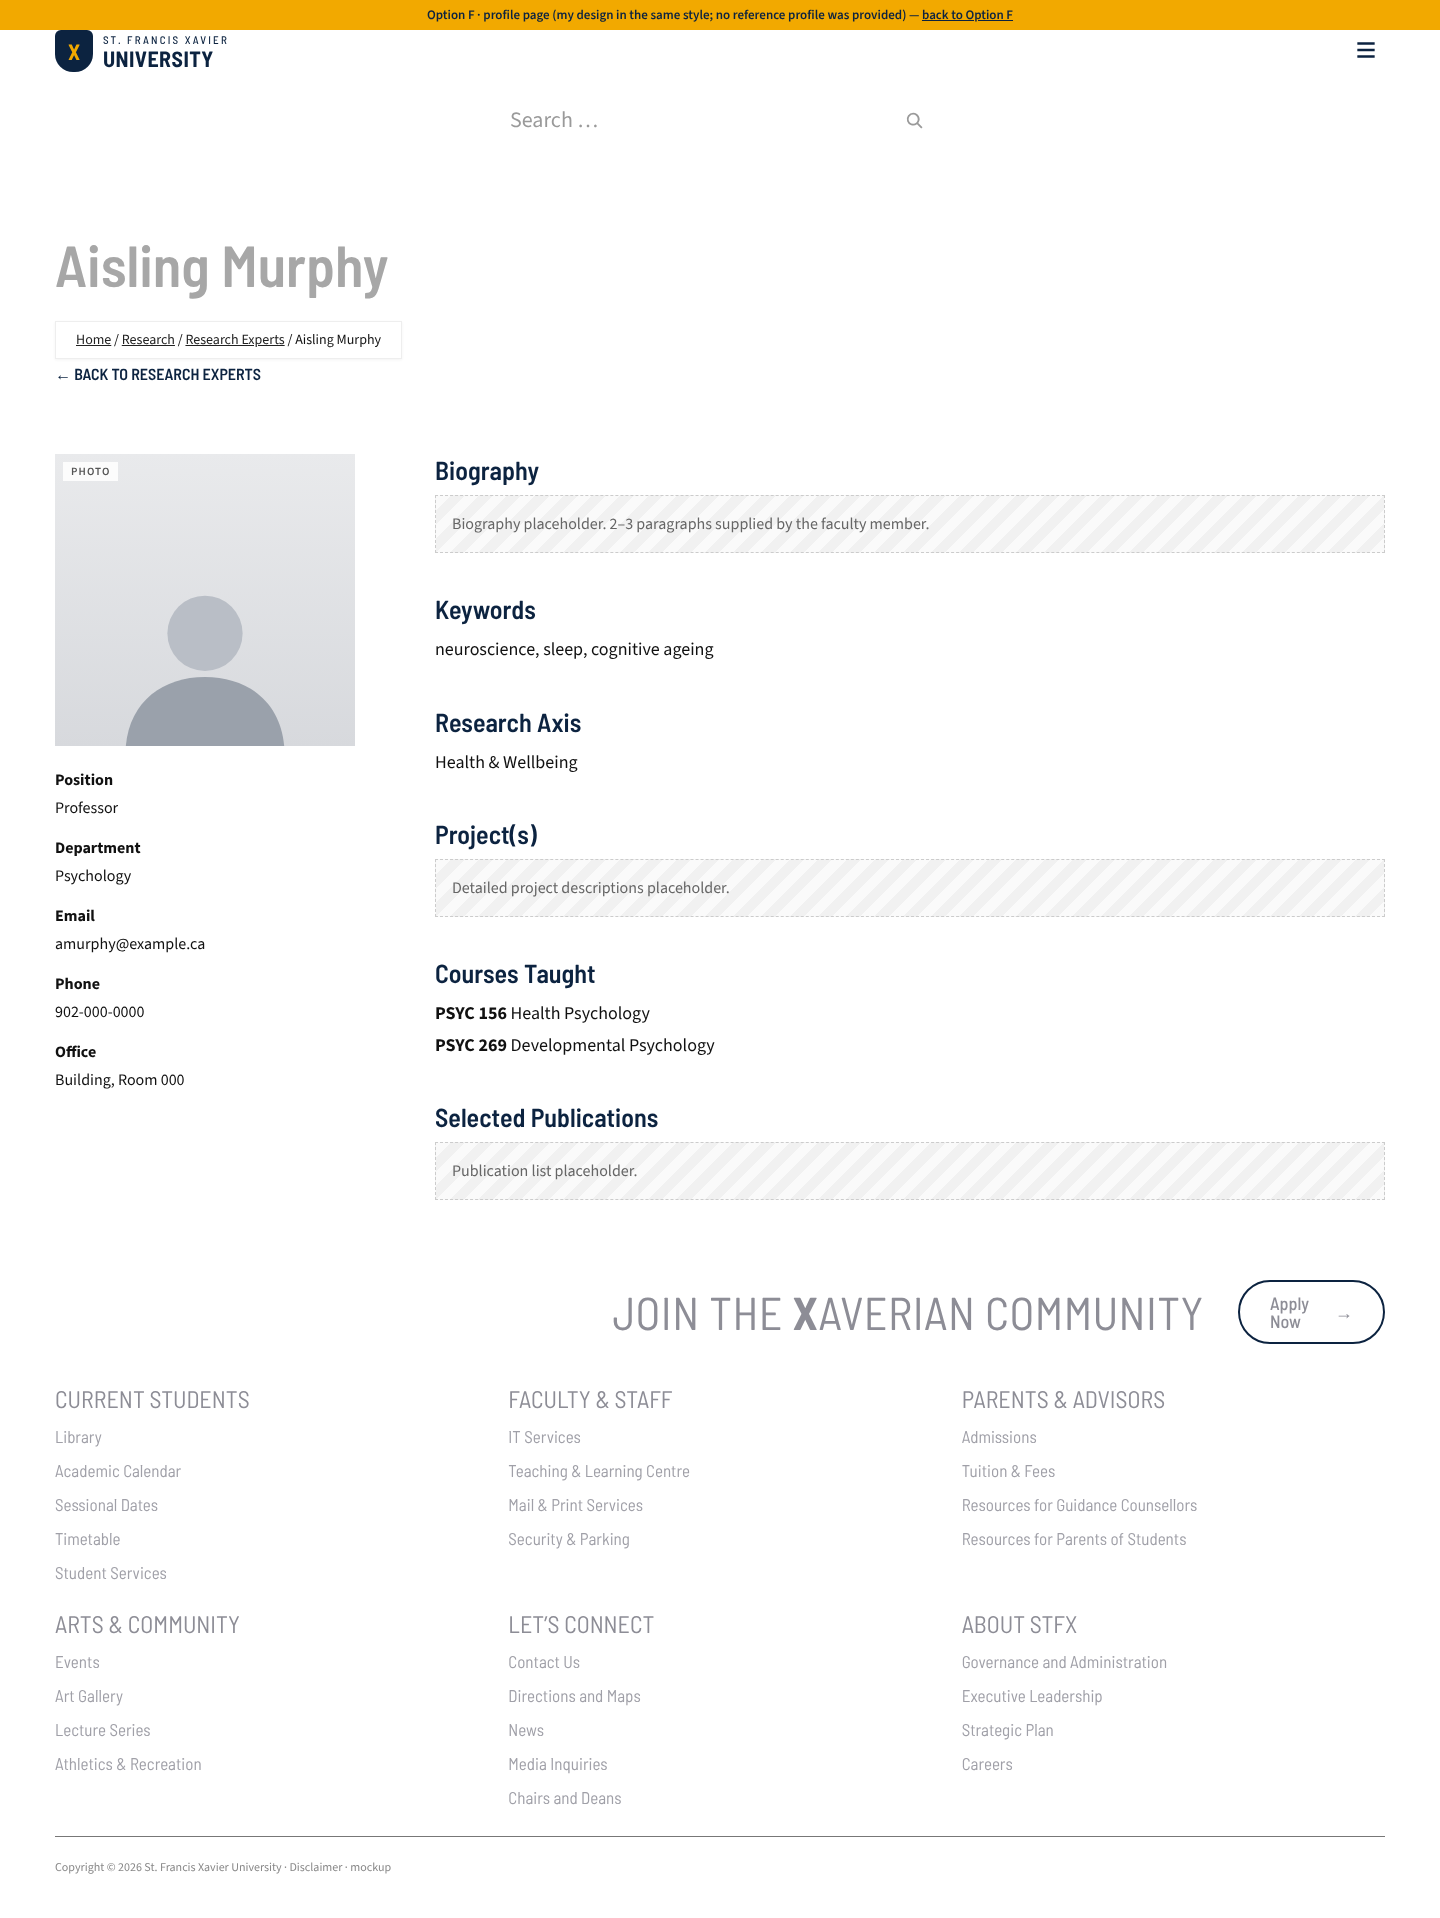 Option F · profile page (my design in the same style; no reference profile was provided) — back to Option F
X
ST. FRANCIS XAVIER
UNIVERSITY
Search …
Aisling Murphy
Home / Research / Research Experts / Aisling Murphy
← BACK TO RESEARCH EXPERTS
PHOTO
Position
Professor
Department
Psychology
Email
amurphy@example.ca
Phone
902-000-0000
Office
Building, Room 000
Biography
Biography placeholder. 2–3 paragraphs supplied by the faculty member.
Keywords
neuroscience, sleep, cognitive ageing
Research Axis
Health & Wellbeing
Project(s)
Detailed project descriptions placeholder.
Courses Taught
PSYC 156 Health Psychology
PSYC 269 Developmental Psychology
Selected Publications
Publication list placeholder.
JOIN THE XAVERIAN COMMUNITY
Apply
Now →
CURRENT STUDENTS
Library
Academic Calendar
Sessional Dates
Timetable
Student Services
FACULTY & STAFF
IT Services
Teaching & Learning Centre
Mail & Print Services
Security & Parking
PARENTS & ADVISORS
Admissions
Tuition & Fees
Resources for Guidance Counsellors
Resources for Parents of Students
ARTS & COMMUNITY
Events
Art Gallery
Lecture Series
Athletics & Recreation
LET’S CONNECT
Contact Us
Directions and Maps
News
Media Inquiries
Chairs and Deans
ABOUT STFX
Governance and Administration
Executive Leadership
Strategic Plan
Careers
Copyright © 2026 St. Francis Xavier University · Disclaimer · mockup